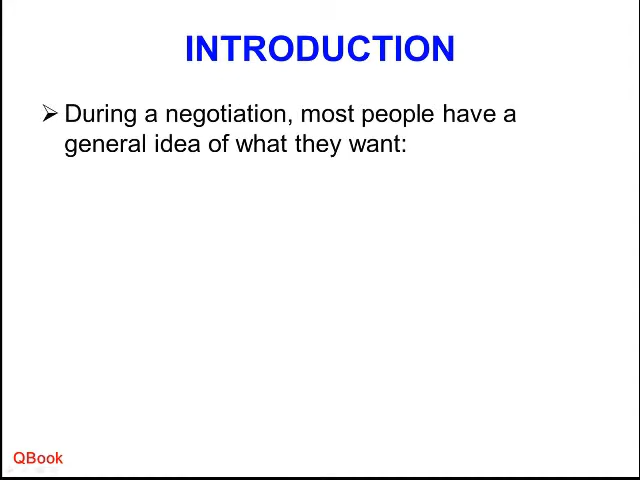 INTRODUCTION
➢ During a negotiation, most people have a
general idea of what they want:
QBook